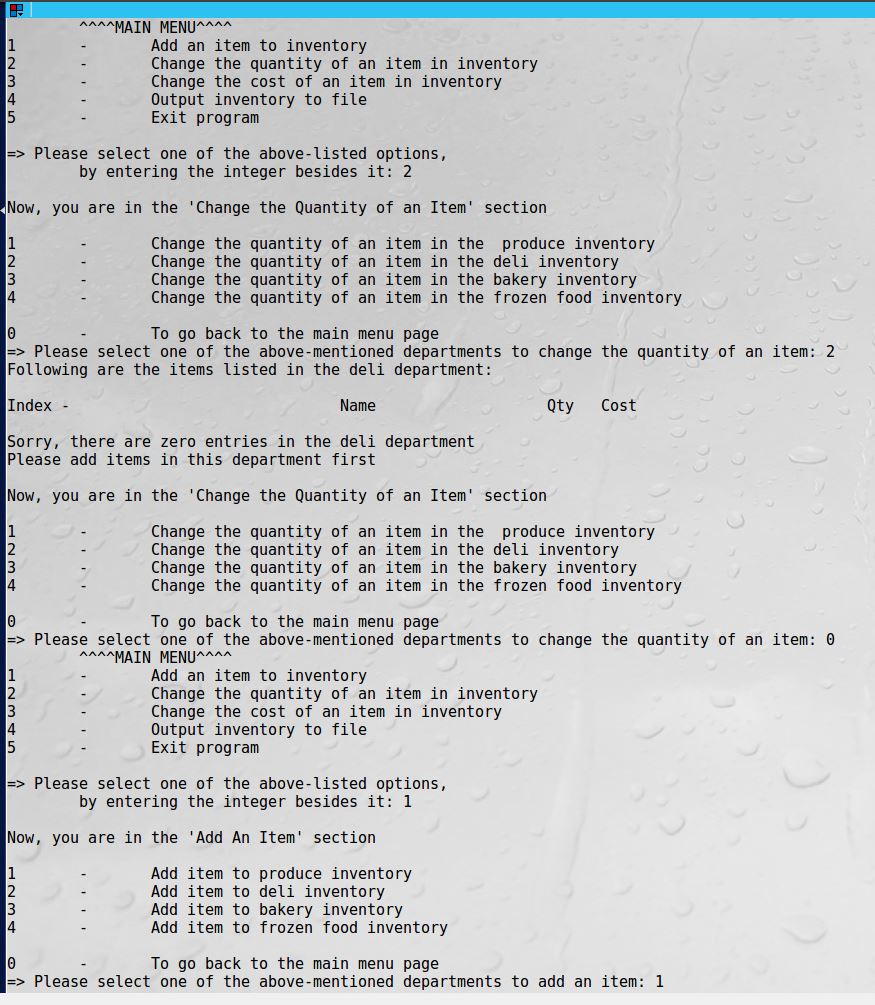 ^^^^MAIN MENU^^^^
1 - Add an item to inventory
2 - Change the quantity of an item in inventory
3 - Change the cost of an item in inventory
4 - Output inventory to file
5 - Exit program
=> Please select one of the above-listed options,
by entering the integer besides it: 2
Now, you are in the 'Change the Quantity of an Item' section
1 - Change the quantity of an item in the  produce inventory
2 - Change the quantity of an item in the deli inventory
3 - Change the quantity of an item in the bakery inventory
4 - Change the quantity of an item in the frozen food inventory
0 - To go back to the main menu page
=> Please select one of the above-mentioned departments to change the quantity of an item: 2
Following are the items listed in the deli department:
Index - Name Qty Cost
Sorry, there are zero entries in the deli department
Please add items in this department first
Now, you are in the 'Change the Quantity of an Item' section
1 - Change the quantity of an item in the  produce inventory
2 - Change the quantity of an item in the deli inventory
3 - Change the quantity of an item in the bakery inventory
4 - Change the quantity of an item in the frozen food inventory
0 - To go back to the main menu page
=> Please select one of the above-mentioned departments to change the quantity of an item: 0
^^^^MAIN MENU^^^^
1 - Add an item to inventory
2 - Change the quantity of an item in inventory
3 - Change the cost of an item in inventory
4 - Output inventory to file
5 - Exit program
=> Please select one of the above-listed options,
by entering the integer besides it: 1
Now, you are in the 'Add An Item' section
1 - Add item to produce inventory
2 - Add item to deli inventory
3 - Add item to bakery inventory
4 - Add item to frozen food inventory
0 - To go back to the main menu page
=> Please select one of the above-mentioned departments to add an item: 1